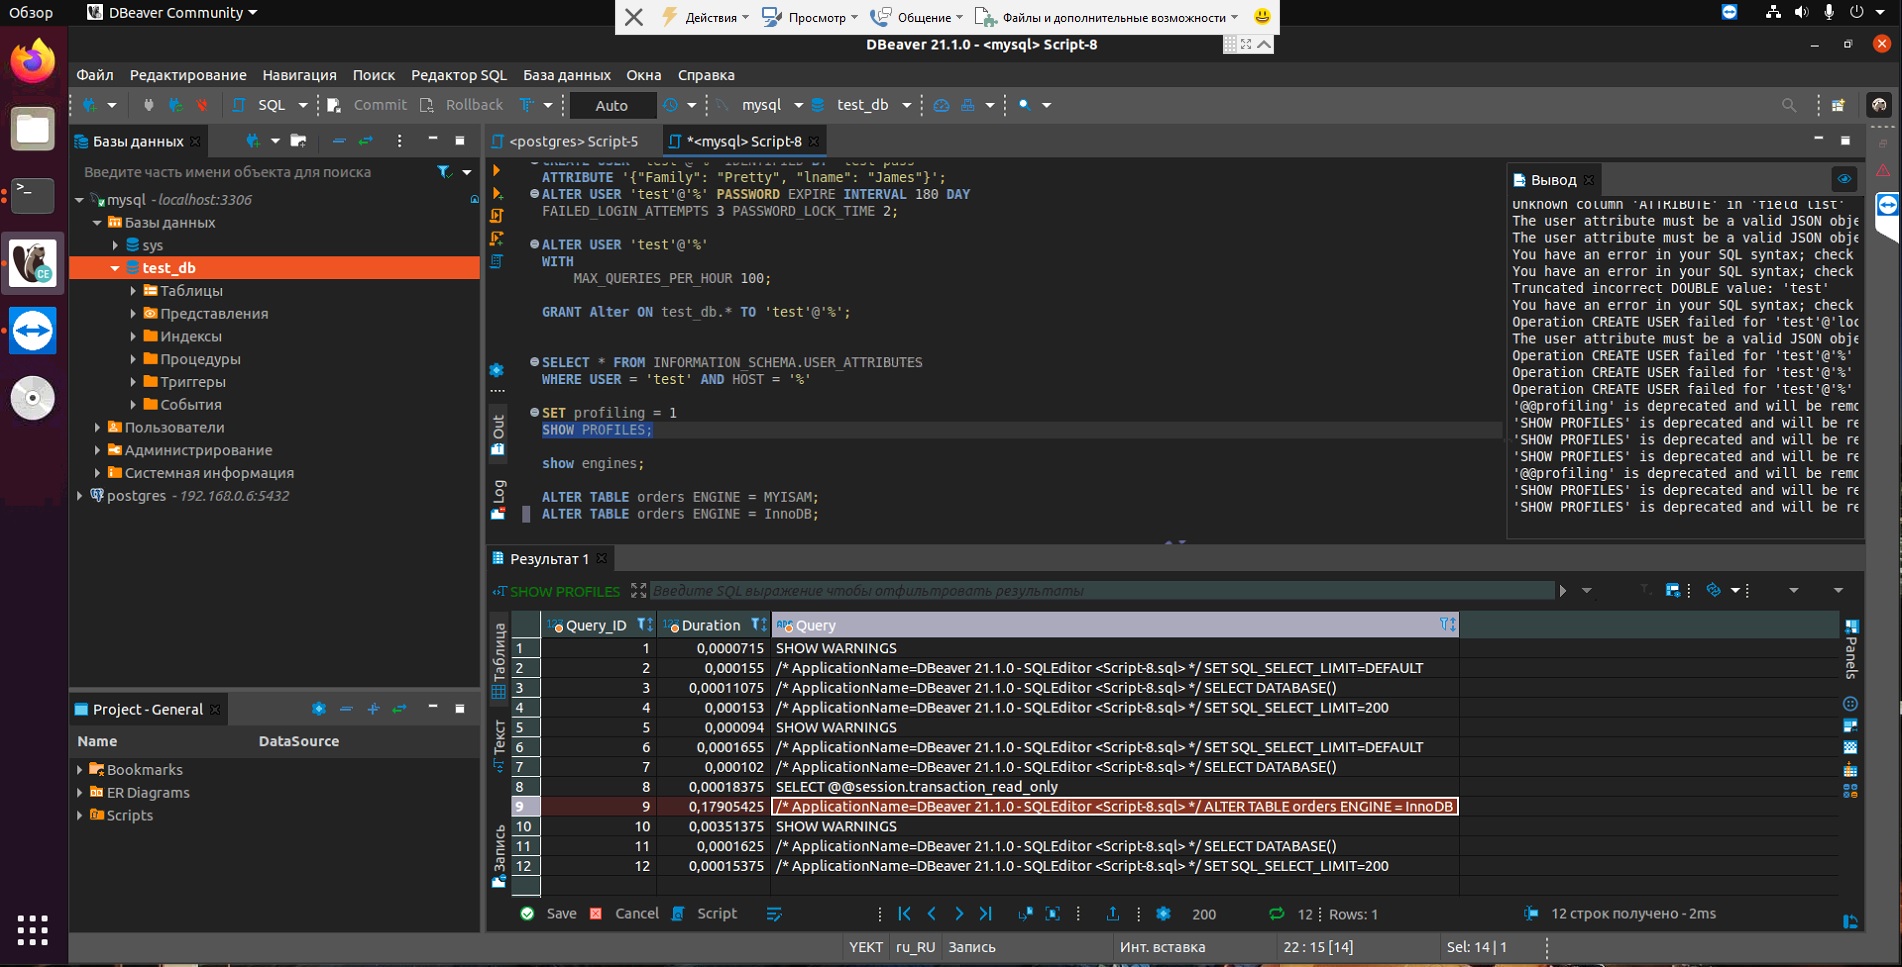 Обзор
DBeaver Community
Действия
Просмотр
Общение
Файлы и дополнительные возможности
DBeaver 21.1.0 - <mysql> Script-8
Файл Редактирование Навигация Поиск Редактор SQL База данных Окна Справка
SQL Commit Rollback Auto mysql test_db
Базы данных
Введите часть имени объекта для поиска
mysql - localhost:3306
Базы данных
sys
test_db
Таблицы
Представления
Индексы
Процедуры
Триггеры
События
Пользователи
Администрирование
Системная информация
postgres - 192.168.0.6:5432
Project - General
Name DataSource
Bookmarks
ER Diagrams
Scripts
<postgres> Script-5
*<mysql> Script-8
ATTRIBUTE '{"Family": "Pretty", "lname": "James"}';
ALTER USER 'test'@'%' PASSWORD EXPIRE INTERVAL 180 DAY
FAILED_LOGIN_ATTEMPTS 3 PASSWORD_LOCK_TIME 2;
ALTER USER 'test'@'%'
WITH
MAX_QUERIES_PER_HOUR 100;
GRANT Alter ON test_db.* TO 'test'@'%';
SELECT * FROM INFORMATION_SCHEMA.USER_ATTRIBUTES
WHERE USER = 'test' AND HOST = '%'
SET profiling = 1
SHOW PROFILES;
show engines;
ALTER TABLE orders ENGINE = MYISAM;
ALTER TABLE orders ENGINE = InnoDB;
Out
Log
Вывод
Unknown column 'ATTRIBUTE' in 'field list'
The user attribute must be a valid JSON obje
The user attribute must be a valid JSON obje
You have an error in your SQL syntax; check
You have an error in your SQL syntax; check
Truncated incorrect DOUBLE value: 'test'
You have an error in your SQL syntax; check
Operation CREATE USER failed for 'test'@'loc
The user attribute must be a valid JSON obje
Operation CREATE USER failed for 'test'@'%'
Operation CREATE USER failed for 'test'@'%'
Operation CREATE USER failed for 'test'@'%'
'@@profiling' is deprecated and will be remo
'SHOW PROFILES' is deprecated and will be re
'SHOW PROFILES' is deprecated and will be re
'SHOW PROFILES' is deprecated and will be re
'@@profiling' is deprecated and will be remo
'SHOW PROFILES' is deprecated and will be re
'SHOW PROFILES' is deprecated and will be re
Результат 1
SHOW PROFILES
Введите SQL выражение чтобы отфильтровать результаты
Таблица
Текст
Запись
Panels
Query_ID Duration Query
1 1 0,0000715 SHOW WARNINGS
2 2 0,000155 /* ApplicationName=DBeaver 21.1.0 - SQLEditor <Script-8.sql> */ SET SQL_SELECT_LIMIT=DEFAULT
3 3 0,00011075 /* ApplicationName=DBeaver 21.1.0 - SQLEditor <Script-8.sql> */ SELECT DATABASE()
4 4 0,000153 /* ApplicationName=DBeaver 21.1.0 - SQLEditor <Script-8.sql> */ SET SQL_SELECT_LIMIT=200
5 5 0,000094 SHOW WARNINGS
6 6 0,0001655 /* ApplicationName=DBeaver 21.1.0 - SQLEditor <Script-8.sql> */ SET SQL_SELECT_LIMIT=DEFAULT
7 7 0,000102 /* ApplicationName=DBeaver 21.1.0 - SQLEditor <Script-8.sql> */ SELECT DATABASE()
8 8 0,00018375 SELECT @@session.transaction_read_only
9 9 0,17905425 /* ApplicationName=DBeaver 21.1.0 - SQLEditor <Script-8.sql> */ ALTER TABLE orders ENGINE = InnoDB
10 10 0,00351375 SHOW WARNINGS
11 11 0,0001625 /* ApplicationName=DBeaver 21.1.0 - SQLEditor <Script-8.sql> */ SELECT DATABASE()
12 12 0,00015375 /* ApplicationName=DBeaver 21.1.0 - SQLEditor <Script-8.sql> */ SET SQL_SELECT_LIMIT=200
Save Cancel Script 200 12 Rows: 1 12 строк получено - 2ms
YEKT ru_RU Запись Инт. вставка 22 : 15 [14] Sel: 14 | 1